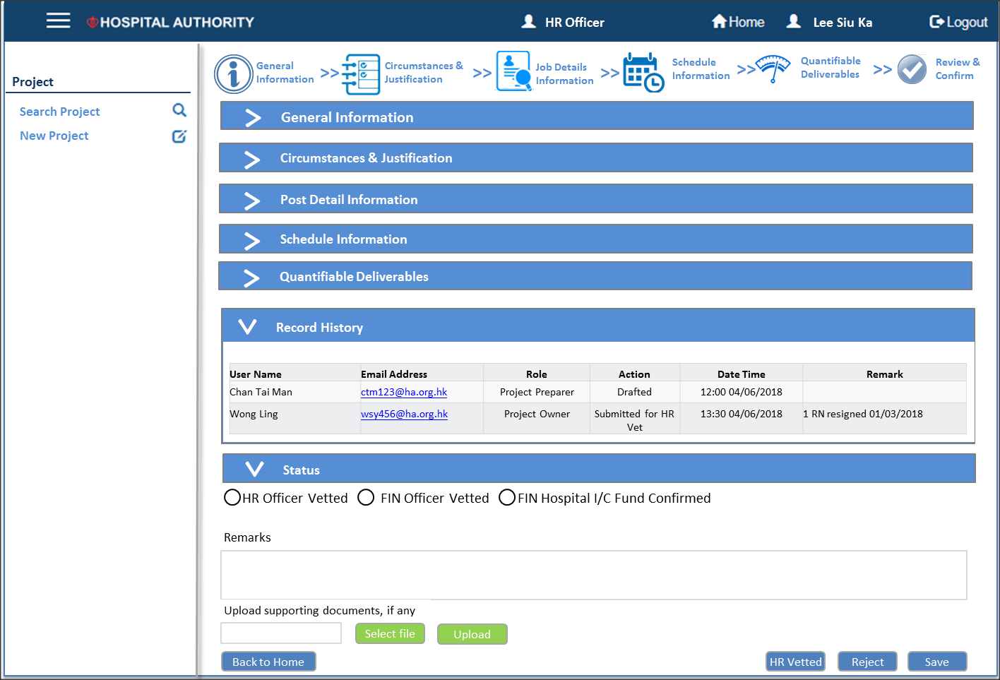 HOSPITAL AUTHORITY
HR Officer
Home
Lee Siu Ka
Logout
Project
Search Project
New Project
General
Information
>>
Circumstances &
Justification
>>
Job Details
Information
>>
Schedule
Information
>>
Quantifiable
Deliverables
>>
Review &
Confirm
General Information
Circumstances & Justification
Post Detail Information
Schedule Information
Quantifiable Deliverables
Record History
User Name Email Address Role Action Date Time Remark
Chan Tai Man ctm123@ha.org.hk Project Preparer Drafted 12:00 04/06/2018
Wong Ling wsy456@ha.org.hk Project Owner Submitted for HR 13:30 04/06/2018 1 RN resigned 01/03/2018
Vet
Status
HR Officer Vetted FIN Officer Vetted FIN Hospital I/C Fund Confirmed
Remarks
Upload supporting documents, if any
Select file Upload
Back to Home HR Vetted Reject Save